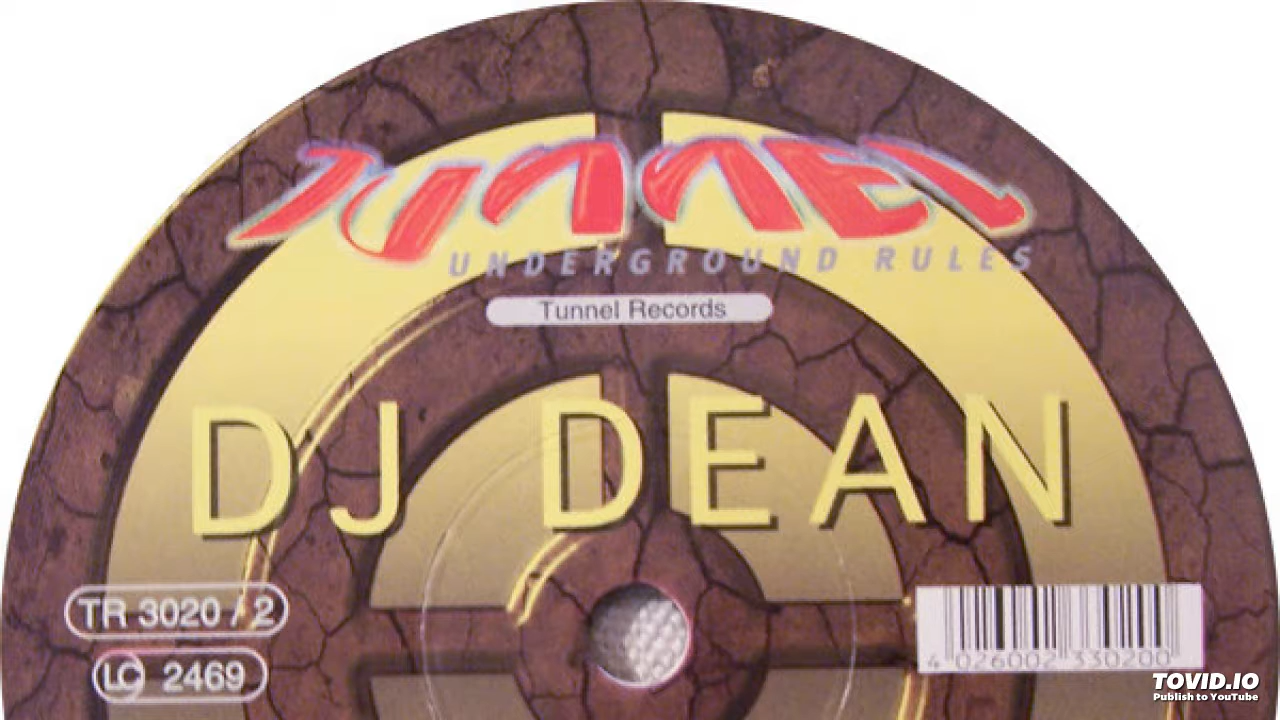 TUNNEL
UNDERGROUND RULES
Tunnel Records
DJ DEAN
TR 3020 / 2
LC 2469
4 026002 330200
TOVID.IO
Publish to YouTube